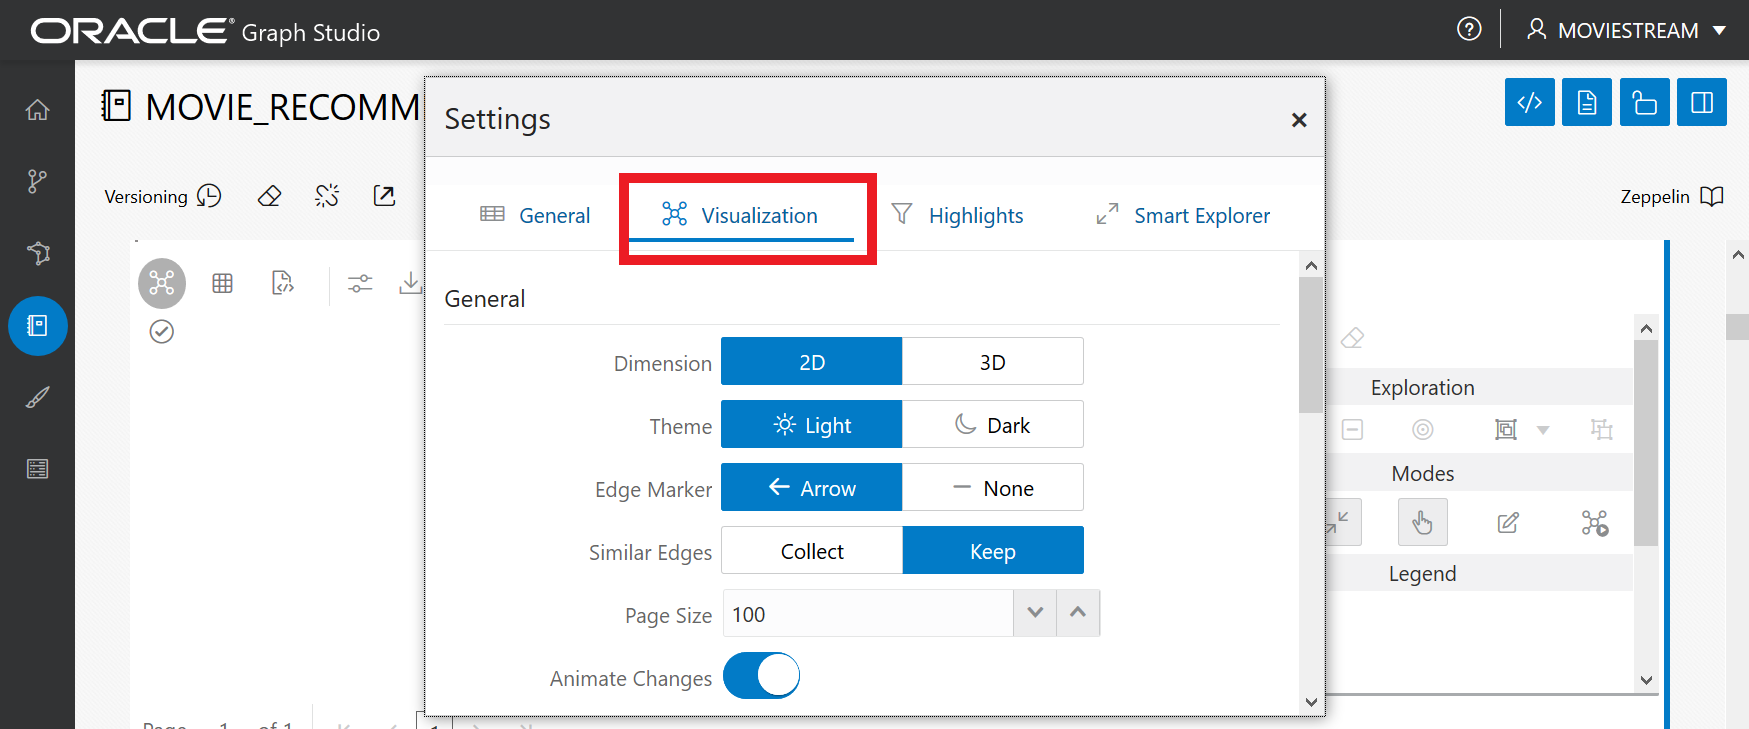 ORACLE® Graph Studio
MOVIESTREAM
MOVIE_RECOMM
Settings
Versioning
Zeppelin
General
Visualization
Highlights
Smart Explorer
General
Dimension 2D 3D
Theme Light Dark
Exploration
Edge Marker Arrow None
Modes
Similar Edges Collect Keep
Legend
Page Size 100
Animate Changes
Page 1 of 1